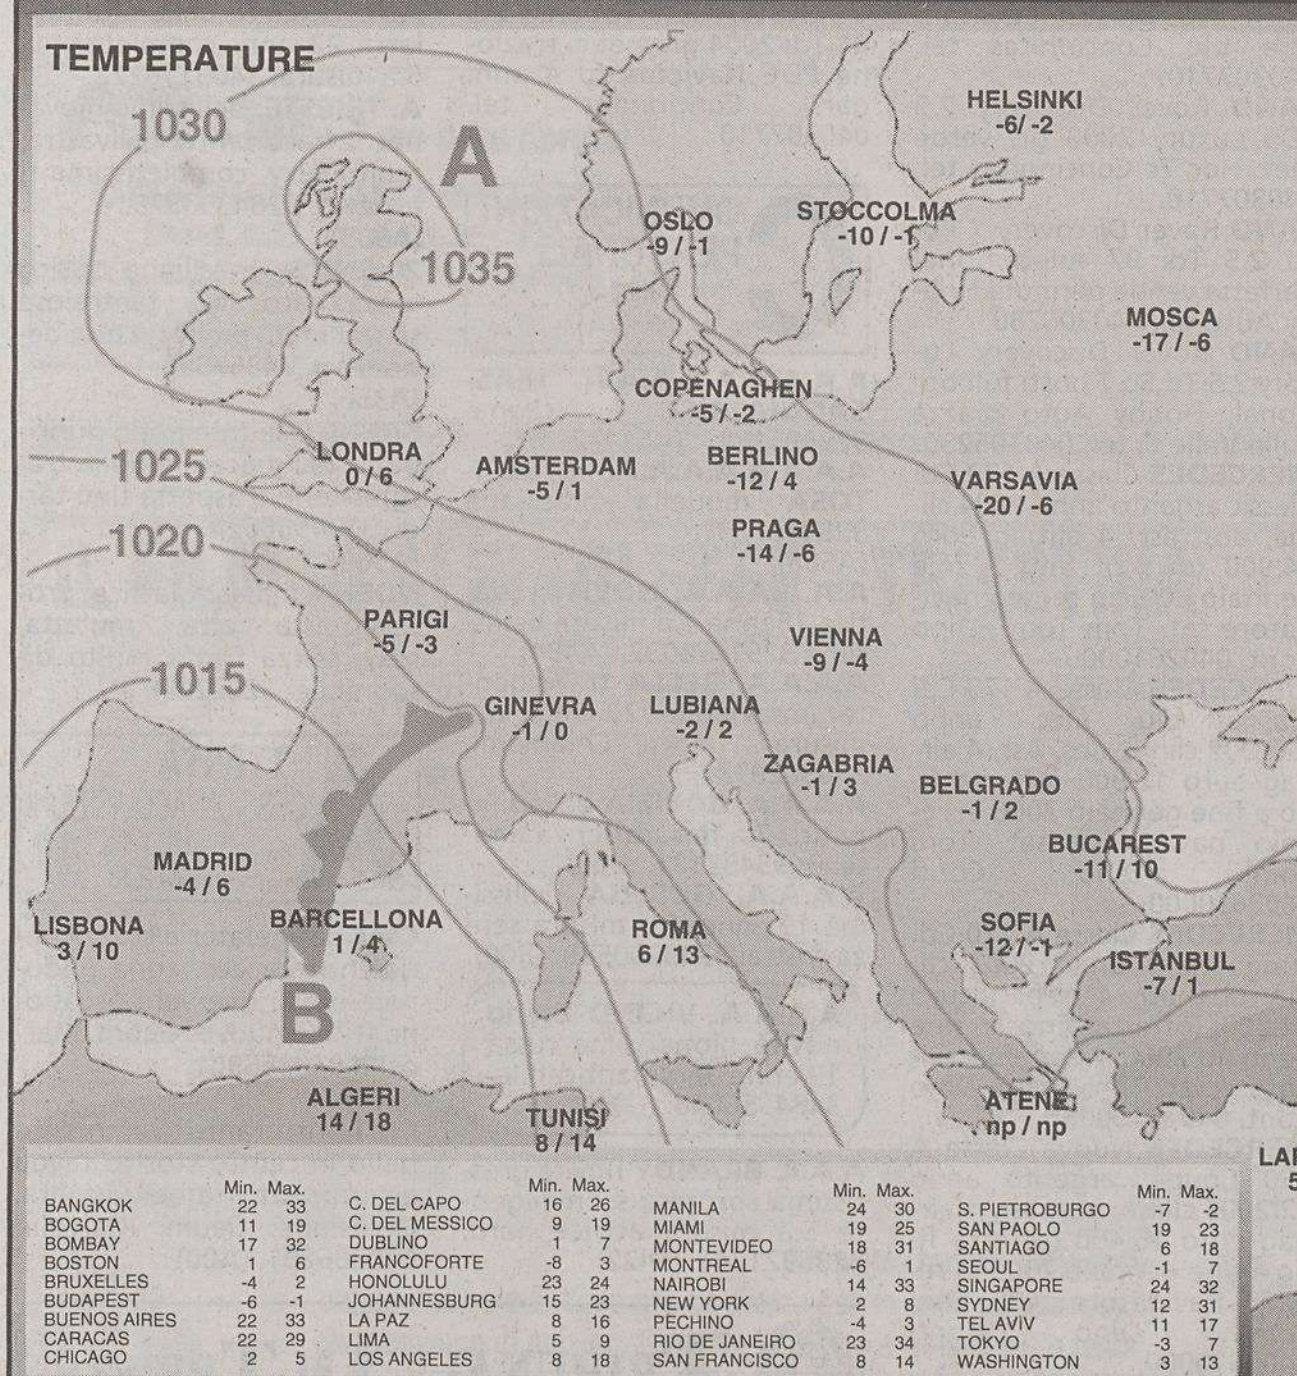 TEMPERATURE
1030
A
HELSINKI
-6/ -2
OSLO
-9 / -1
STOCCOLMA
-10 / -1
1035
MOSCA
-17 / -6
COPENAGHEN
-5 / -2
LONDRA
0 / 6
1025
AMSTERDAM
-5 / 1
BERLINO
-12 / 4
VARSAVIA
-20 / -6
1020
PRAGA
-14 / -6
PARIGI
-5 / -3
VIENNA
-9 / -4
1015
GINEVRA
-1 / 0
LUBIANA
-2 / 2
ZAGABRIA
-1 / 3
BELGRADO
-1 / 2
BUCAREST
-11 / 10
MADRID
-4 / 6
LISBONA
3 / 10
BARCELLONA
1 / 4
ROMA
6 / 13
SOFIA
-12 / -1
ISTANBUL
-7 / 1
B
ALGERI
14 / 18
TUNISI
8 / 14
ATENE
np / np
Min. Max.
BANGKOK 22 33
BOGOTA 11 19
BOMBAY 17 32
BOSTON 1 6
BRUXELLES -4 2
BUDAPEST -6 -1
BUENOS AIRES 22 33
CARACAS 22 29
CHICAGO 2 5
Min. Max.
C. DEL CAPO 16 26
C. DEL MESSICO 9 19
DUBLINO 1 7
FRANCOFORTE -8 3
HONOLULU 23 24
JOHANNESBURG 15 23
LA PAZ 8 16
LIMA 5 9
LOS ANGELES 8 18
Min. Max.
MANILA 24 30
MIAMI 19 25
MONTEVIDEO 18 31
MONTREAL -6 1
NAIROBI 14 33
NEW YORK 2 8
PECHINO -4 3
RIO DE JANEIRO 23 34
SAN FRANCISCO 8 14
Min. Max.
S. PIETROBURGO -7 -2
SAN PAOLO 19 23
SANTIAGO 6 18
SEOUL -1 7
SINGAPORE 24 32
SYDNEY 12 31
TEL AVIV 11 17
TOKYO -3 7
WASHINGTON 3 13